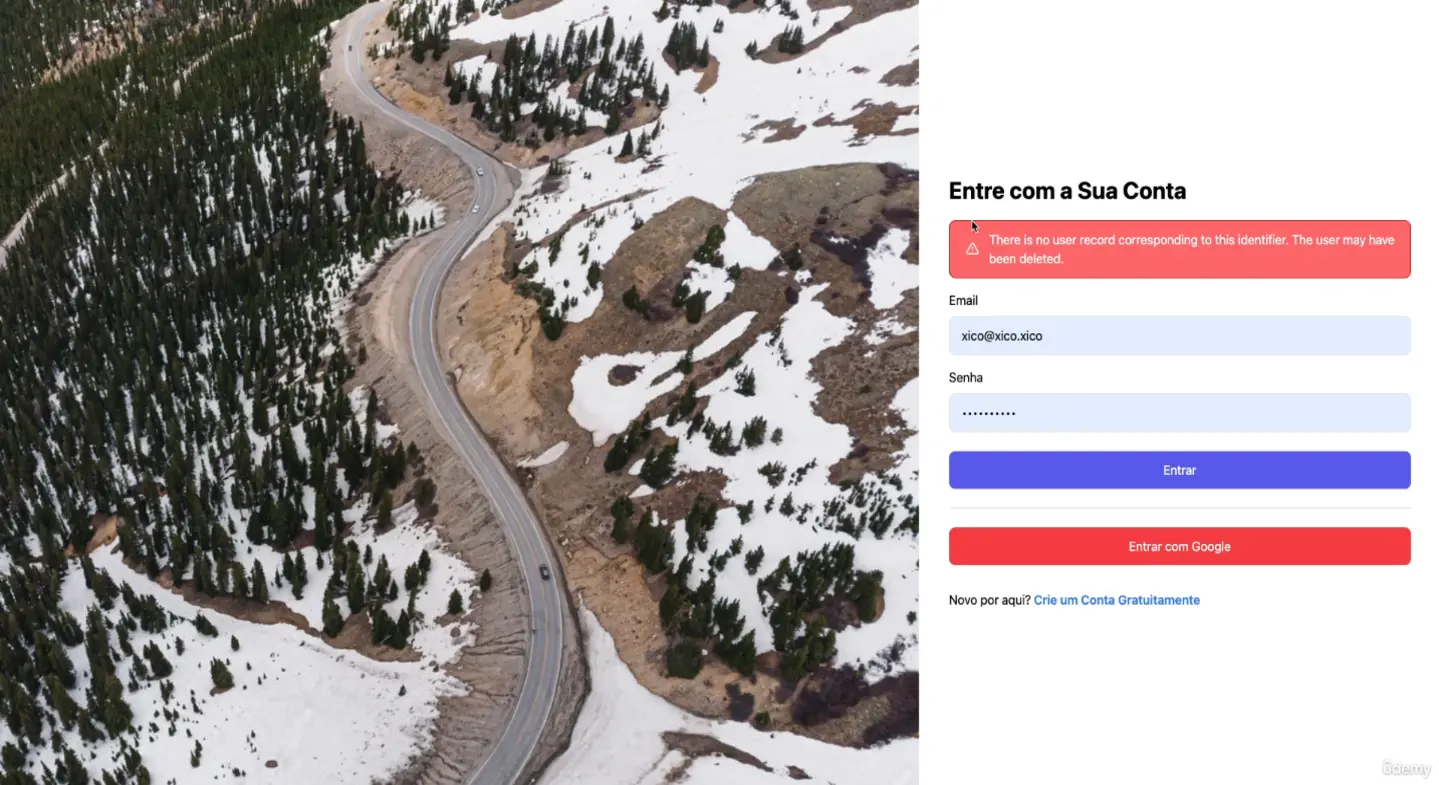 Entre com a Sua Conta
There is no user record corresponding to this identifier. The user may have
been deleted.
Email
xico@xico.xico
Senha
••••••••••
Entrar
Entrar com Google
Novo por aqui? Crie um Conta Gratuitamente
ûdemy